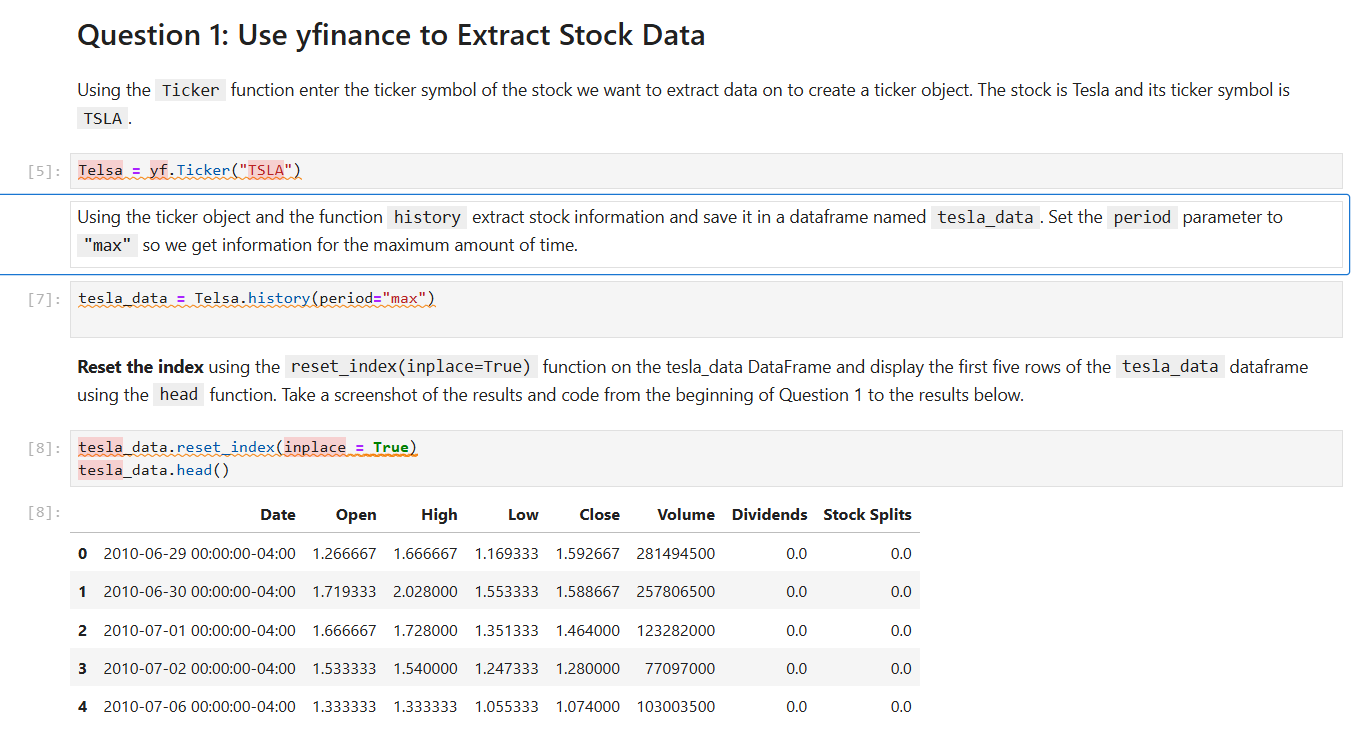 Question 1: Use yfinance to Extract Stock Data
Using the Ticker function enter the ticker symbol of the stock we want to extract data on to create a ticker object. The stock is Tesla and its ticker symbol is
TSLA .
[5]: Telsa = yf.Ticker("TSLA")
Using the ticker object and the function history extract stock information and save it in a dataframe named tesla_data . Set the period parameter to
"max" so we get information for the maximum amount of time.
[7]: tesla_data = Telsa.history(period="max")
Reset the index using the reset_index(inplace=True) function on the tesla_data DataFrame and display the first five rows of the tesla_data dataframe
using the head function. Take a screenshot of the results and code from the beginning of Question 1 to the results below.
[8]: tesla_data.reset_index(inplace = True)
tesla_data.head()
[8]: Date Open High Low Close Volume Dividends Stock Splits
0 2010-06-29 00:00:00-04:00 1.266667 1.666667 1.169333 1.592667 281494500 0.0 0.0
1 2010-06-30 00:00:00-04:00 1.719333 2.028000 1.553333 1.588667 257806500 0.0 0.0
2 2010-07-01 00:00:00-04:00 1.666667 1.728000 1.351333 1.464000 123282000 0.0 0.0
3 2010-07-02 00:00:00-04:00 1.533333 1.540000 1.247333 1.280000 77097000 0.0 0.0
4 2010-07-06 00:00:00-04:00 1.333333 1.333333 1.055333 1.074000 103003500 0.0 0.0